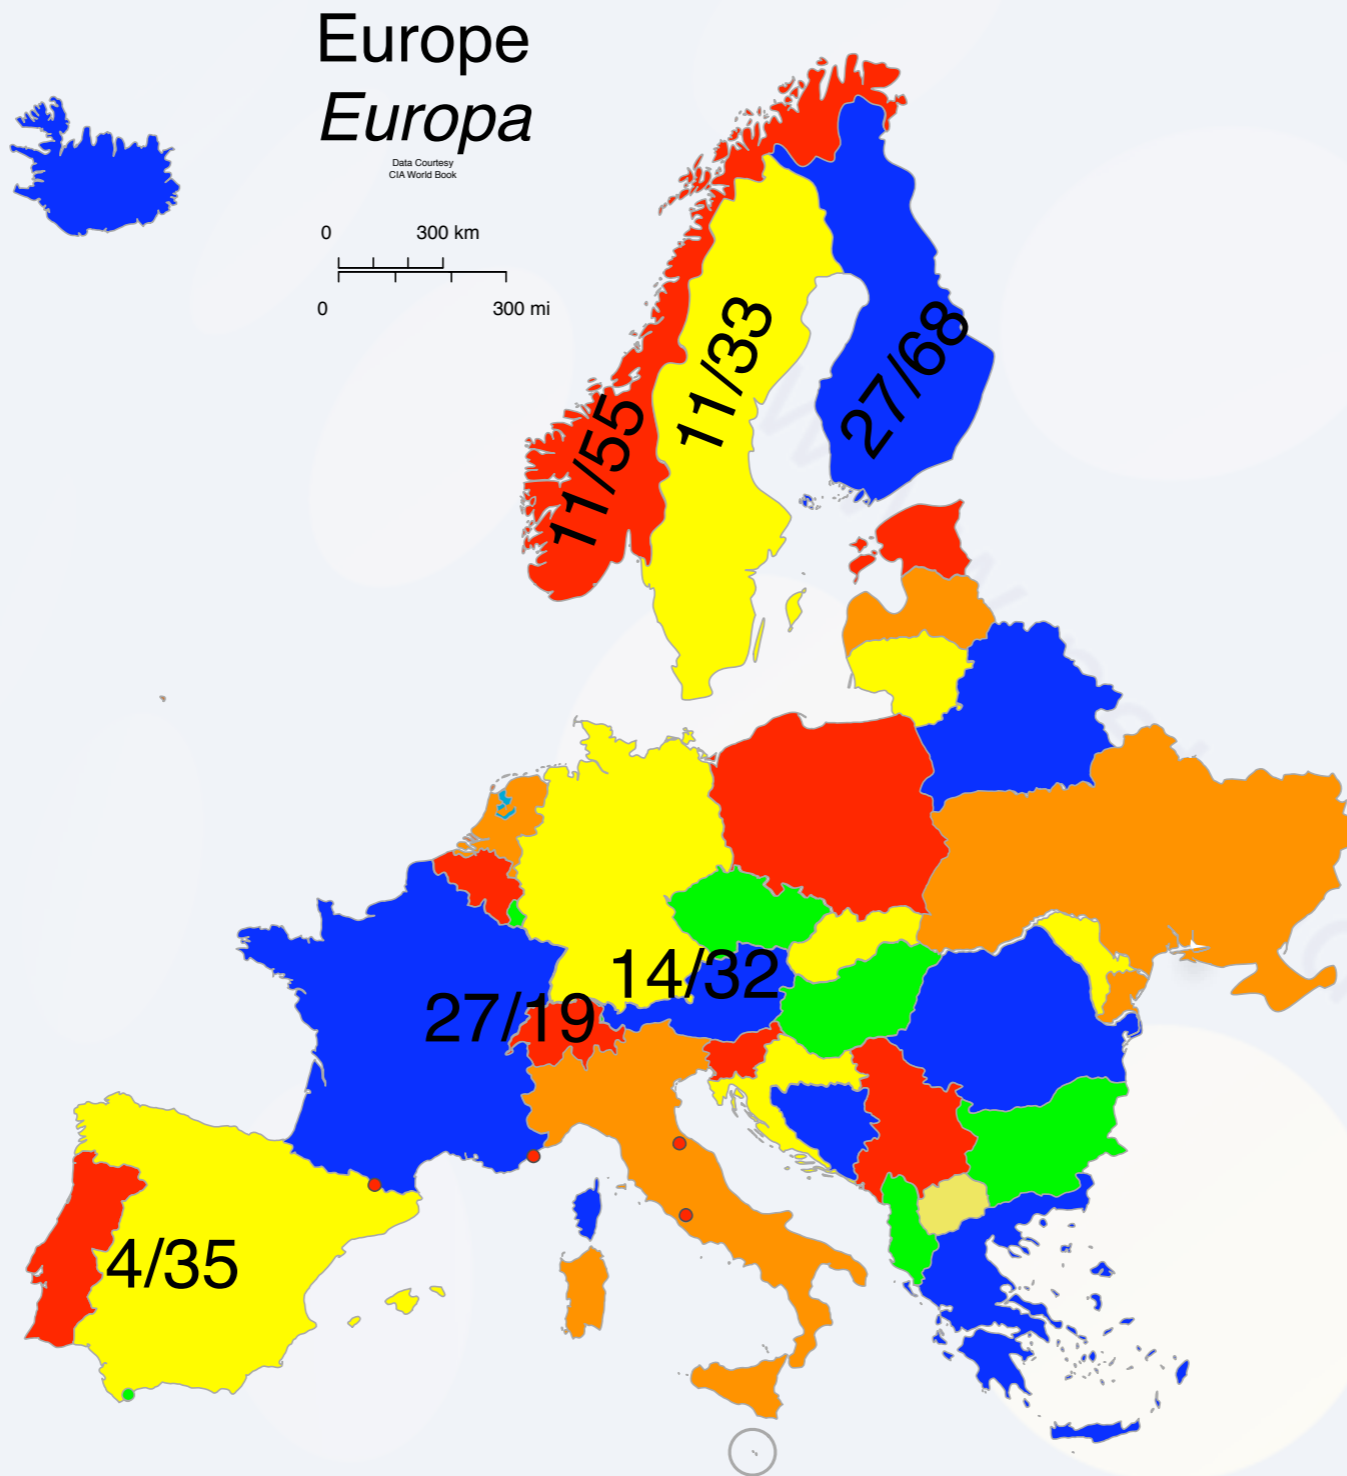 Europe
Europa
Data Courtesy
CIA World Book
0 300 km
0 300 mi
11/55
11/33
27/68
14/32
27/19
4/35